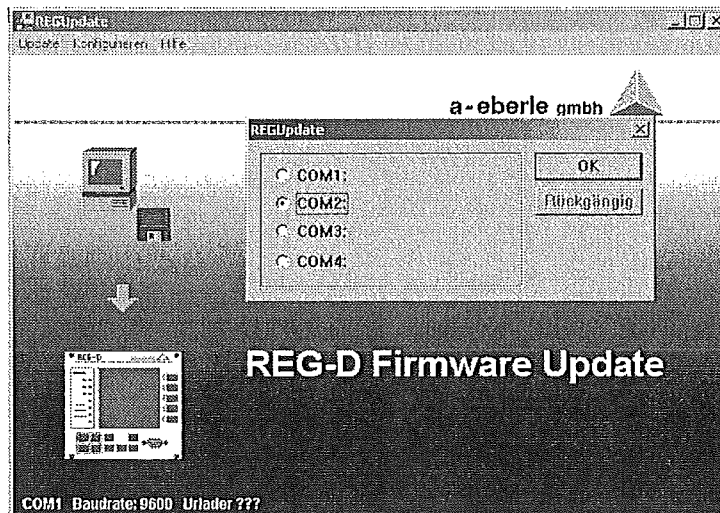 REGUpdate
Update Konfigurieren Hilfe
a-eberle gmbh
REGUpdate
COM1:
COM2:
COM3:
COM4:
OK
Rückgängig
REG-D
REG-D Firmware Update
COM1 Baudrate: 9600 Urlader ???